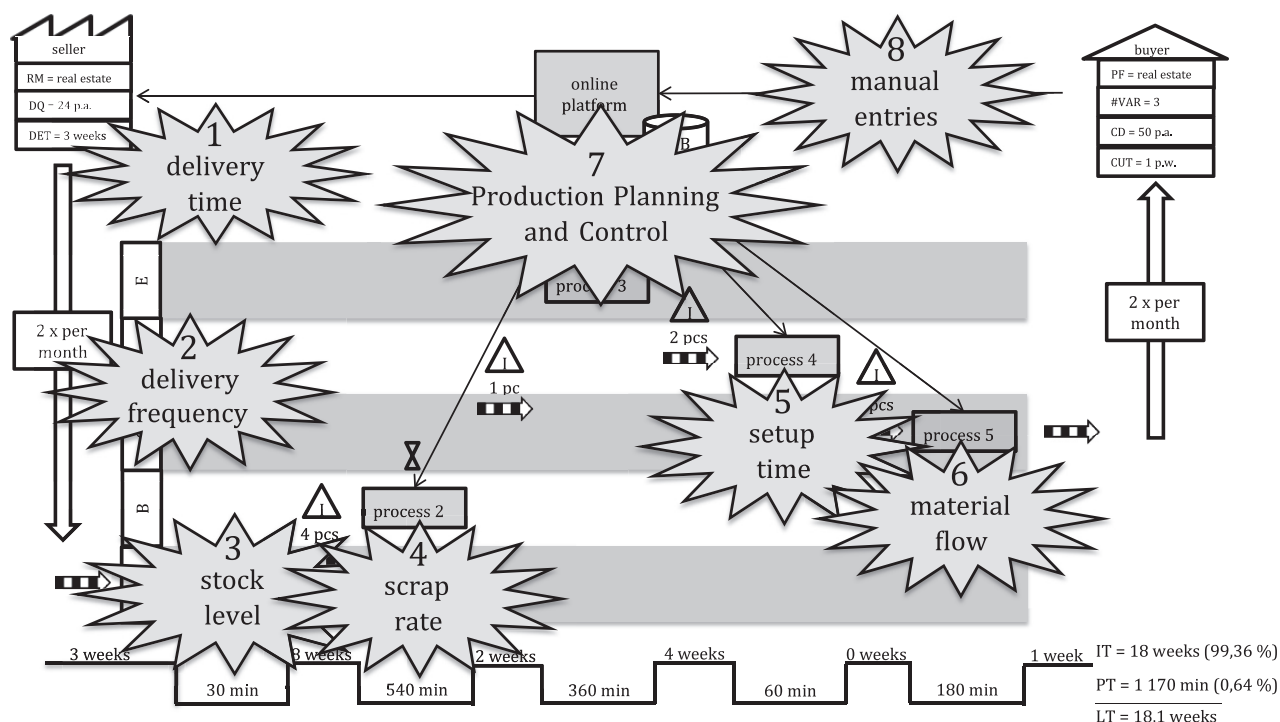 seller
RM = real estate
DQ = 24 p.a.
DET = 3 weeks
1
delivery
time
online
platform
B
7
Production Planning
and Control
8
manual
entries
buyer
PF = real estate
#VAR = 3
CD = 50 p.a.
CUT = 1 p.w.
E
2 x per
month
2
delivery
frequency
B
3
stock
level
I
4 pcs
process 2
4
scrap
rate
I
1 pc
3
I
2 pcs
process 4
5
setup
time
I
pcs
process 5
6
material
flow
2 x per
month
3 weeks
30 min
8 weeks
540 min
2 weeks
360 min
4 weeks
60 min
0 weeks
180 min
1 week
IT = 18 weeks (99,36 %)
PT = 1 170 min (0,64 %)
LT = 18.1 weeks